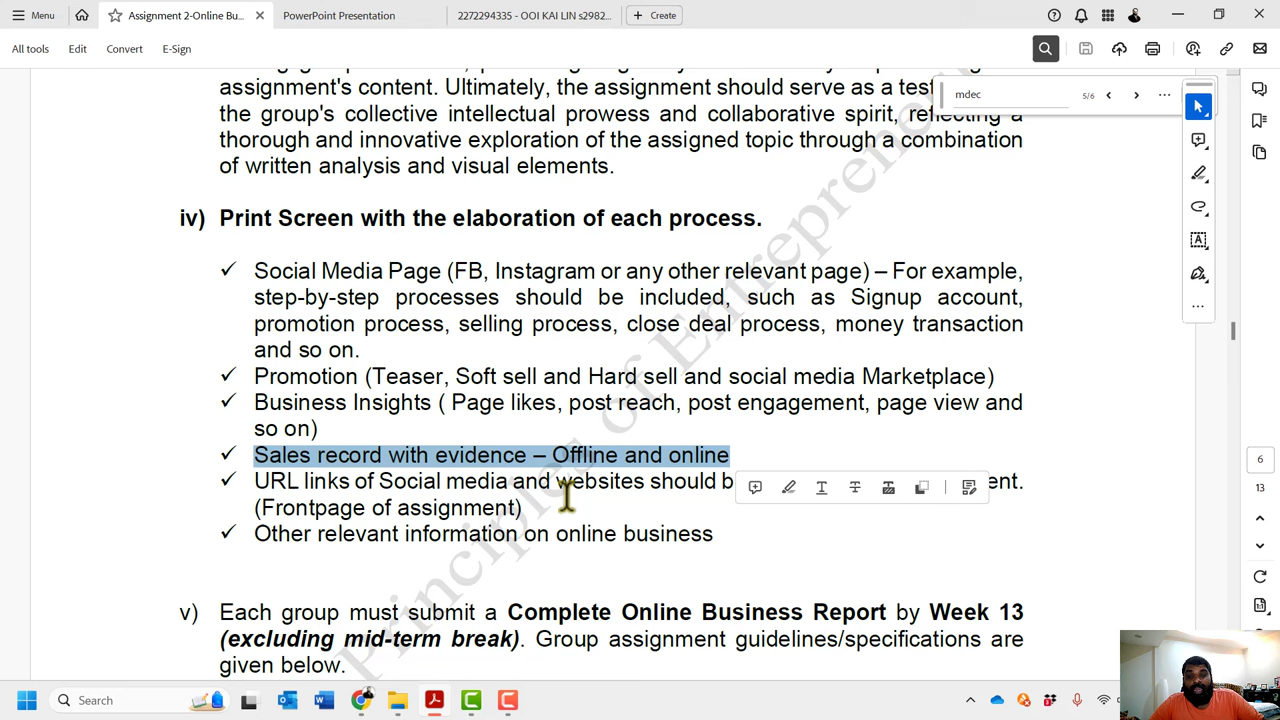 Menu
Assignment 2-Online Bu...
PowerPoint Presentation
2272294335 - OOI KAI LIN s2982...
Create
All tools
Edit
Convert
E-Sign
mdec
5/6
assignment's content. Ultimately, the assignment should serve as a test
the group's collective intellectual prowess and collaborative spirit, reflecting a
thorough and innovative exploration of the assigned topic through a combination
of written analysis and visual elements.
iv) Print Screen with the elaboration of each process.
✓ Social Media Page (FB, Instagram or any other relevant page) – For example,
step-by-step processes should be included, such as Signup account,
promotion process, selling process, close deal process, money transaction
and so on.
✓ Promotion (Teaser, Soft sell and Hard sell and social media Marketplace)
✓ Business Insights ( Page likes, post reach, post engagement, page view and
so on)
✓ Sales record with evidence – Offline and online
✓ URL links of Social media and websites should b
ent.
(Frontpage of assignment)
✓ Other relevant information on online business
v) Each group must submit a Complete Online Business Report by Week 13
(excluding mid-term break). Group assignment guidelines/specifications are
given below.
Principles of Entrepreneur
6
13
Search